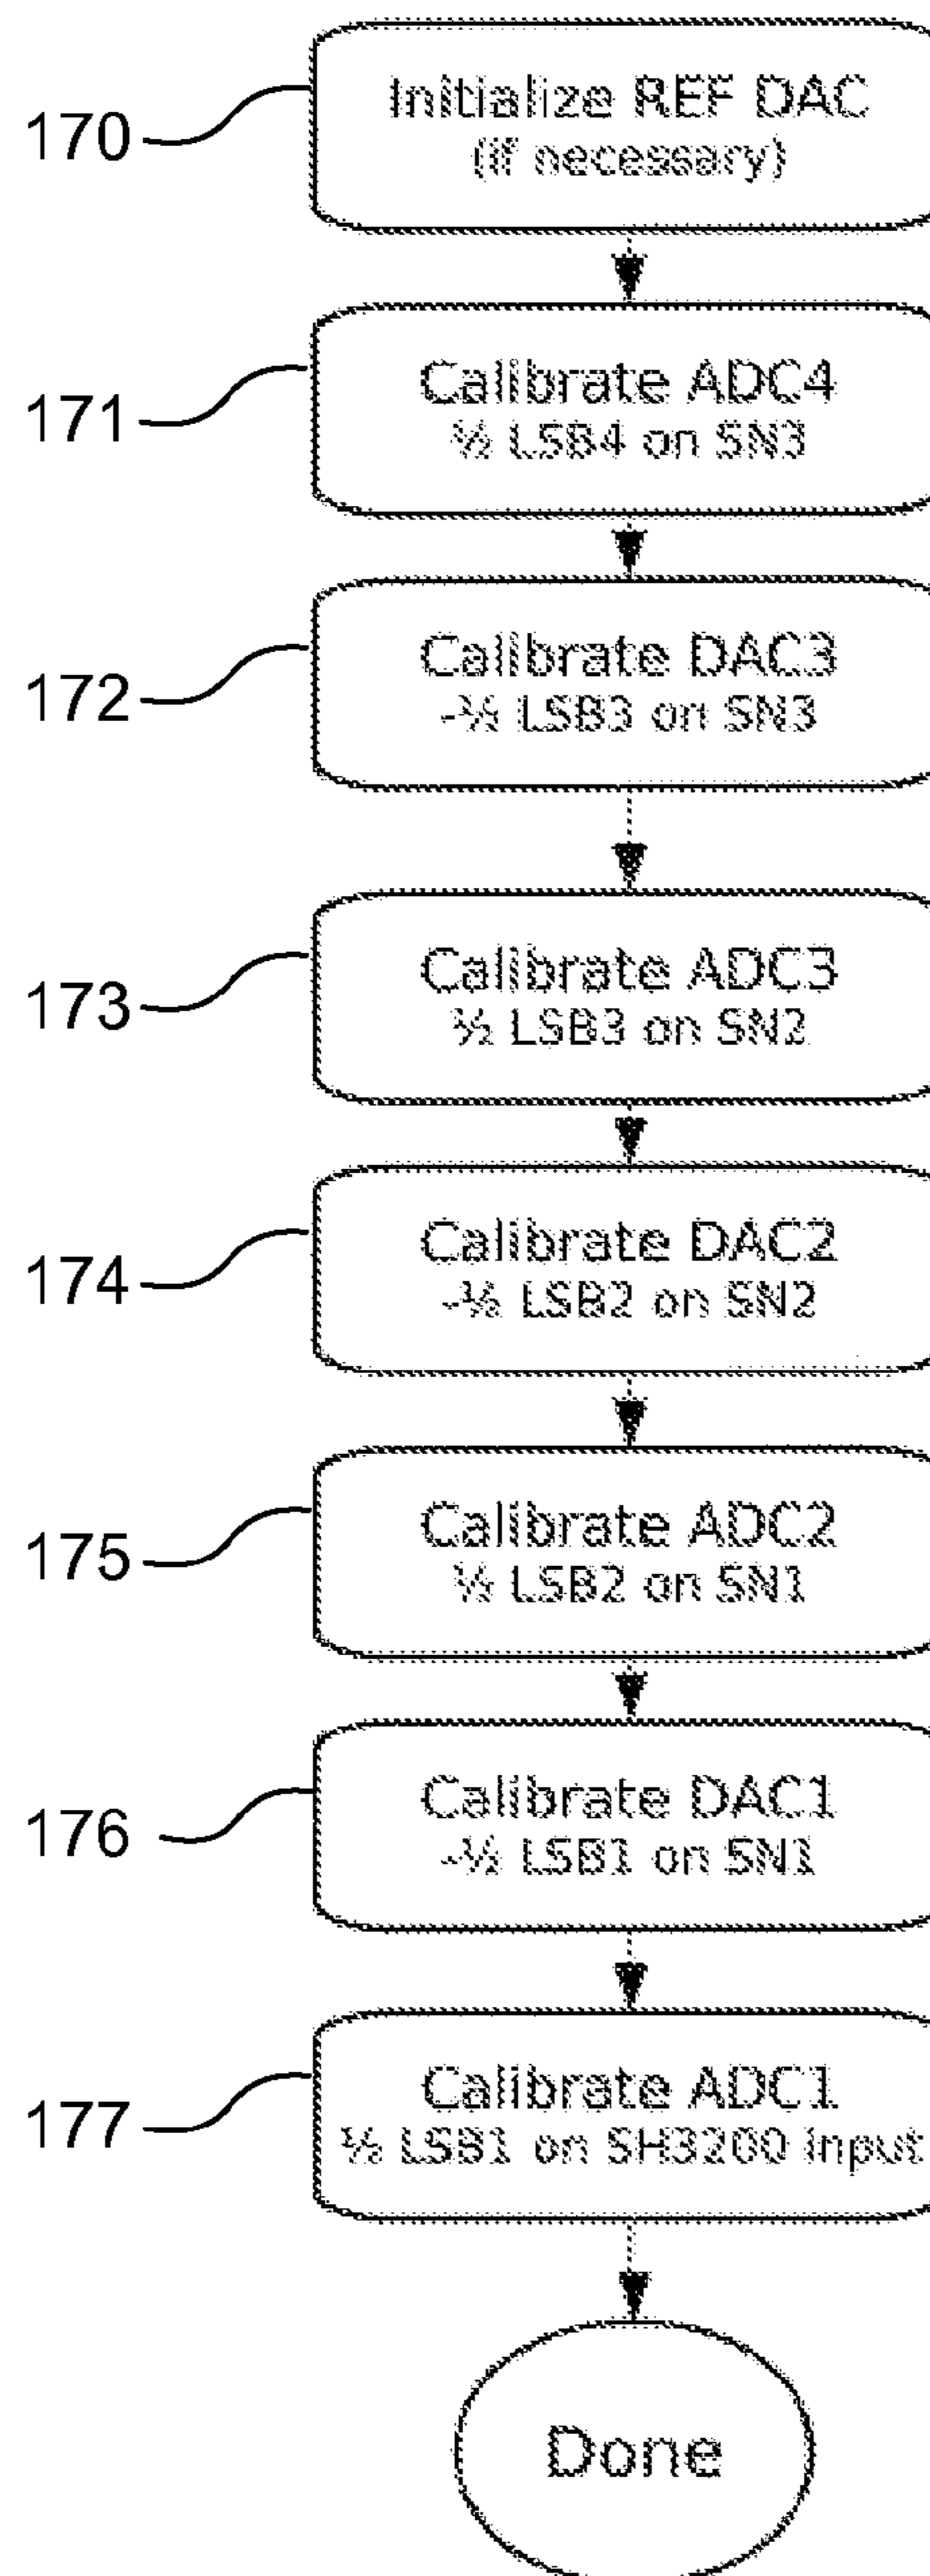 170
Initialize REF DAC
(if necessary)
171
Calibrate ADC4
½ LSB4 on SN3
172
Calibrate DAC3
-½ LSB3 on SN3
173
Calibrate ADC3
½ LSB3 on SN2
174
Calibrate DAC2
-½ LSB2 on SN2
175
Calibrate ADC2
½ LSB2 on SN1
176
Calibrate DAC1
-½ LSB1 on SN1
177
Calibrate ADC1
½ LSB1 on SH3200 Input
Done